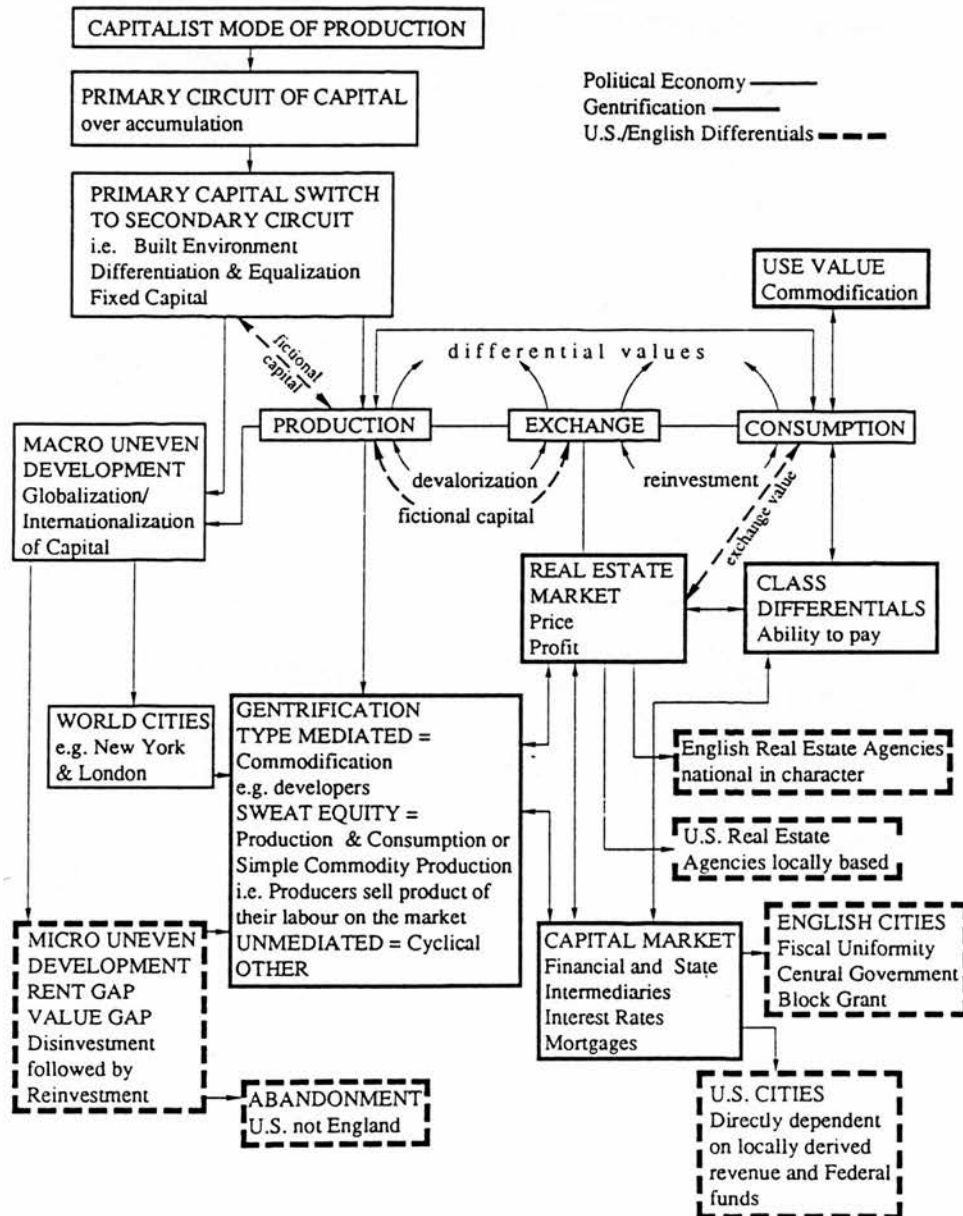 CAPITALIST MODE OF PRODUCTION
PRIMARY CIRCUIT OF CAPITAL
over accumulation
Political Economy
Gentrification
U.S./English Differentials
PRIMARY CAPITAL SWITCH
TO SECONDARY CIRCUIT
i.e. Built Environment
Differentiation & Equalization
Fixed Capital
USE VALUE
Commodification
fictional
capital
differential values
PRODUCTION
EXCHANGE
CONSUMPTION
MACRO UNEVEN
DEVELOPMENT
Globalization/
Internationalization
of Capital
devalorization
fictional capital
reinvestment
exchange value
REAL ESTATE
MARKET
Price
Profit
CLASS
DIFFERENTIALS
Ability to pay
WORLD CITIES
e.g. New York
& London
GENTRIFICATION
TYPE MEDIATED =
Commodification
e.g. developers
SWEAT EQUITY =
Production & Consumption or
Simple Commodity Production
i.e. Producers sell product of
their labour on the market
UNMEDIATED = Cyclical
OTHER
English Real Estate Agencies
national in character
U.S. Real Estate
Agencies locally based
MICRO UNEVEN
DEVELOPMENT
RENT GAP
VALUE GAP
Disinvestment
followed by
Reinvestment
CAPITAL MARKET
Financial and State
Intermediaries
Interest Rates
Mortgages
ENGLISH CITIES
Fiscal Uniformity
Central Government
Block Grant
ABANDONMENT
U.S. not England
U.S. CITIES
Directly dependent
on locally derived
revenue and Federal
funds